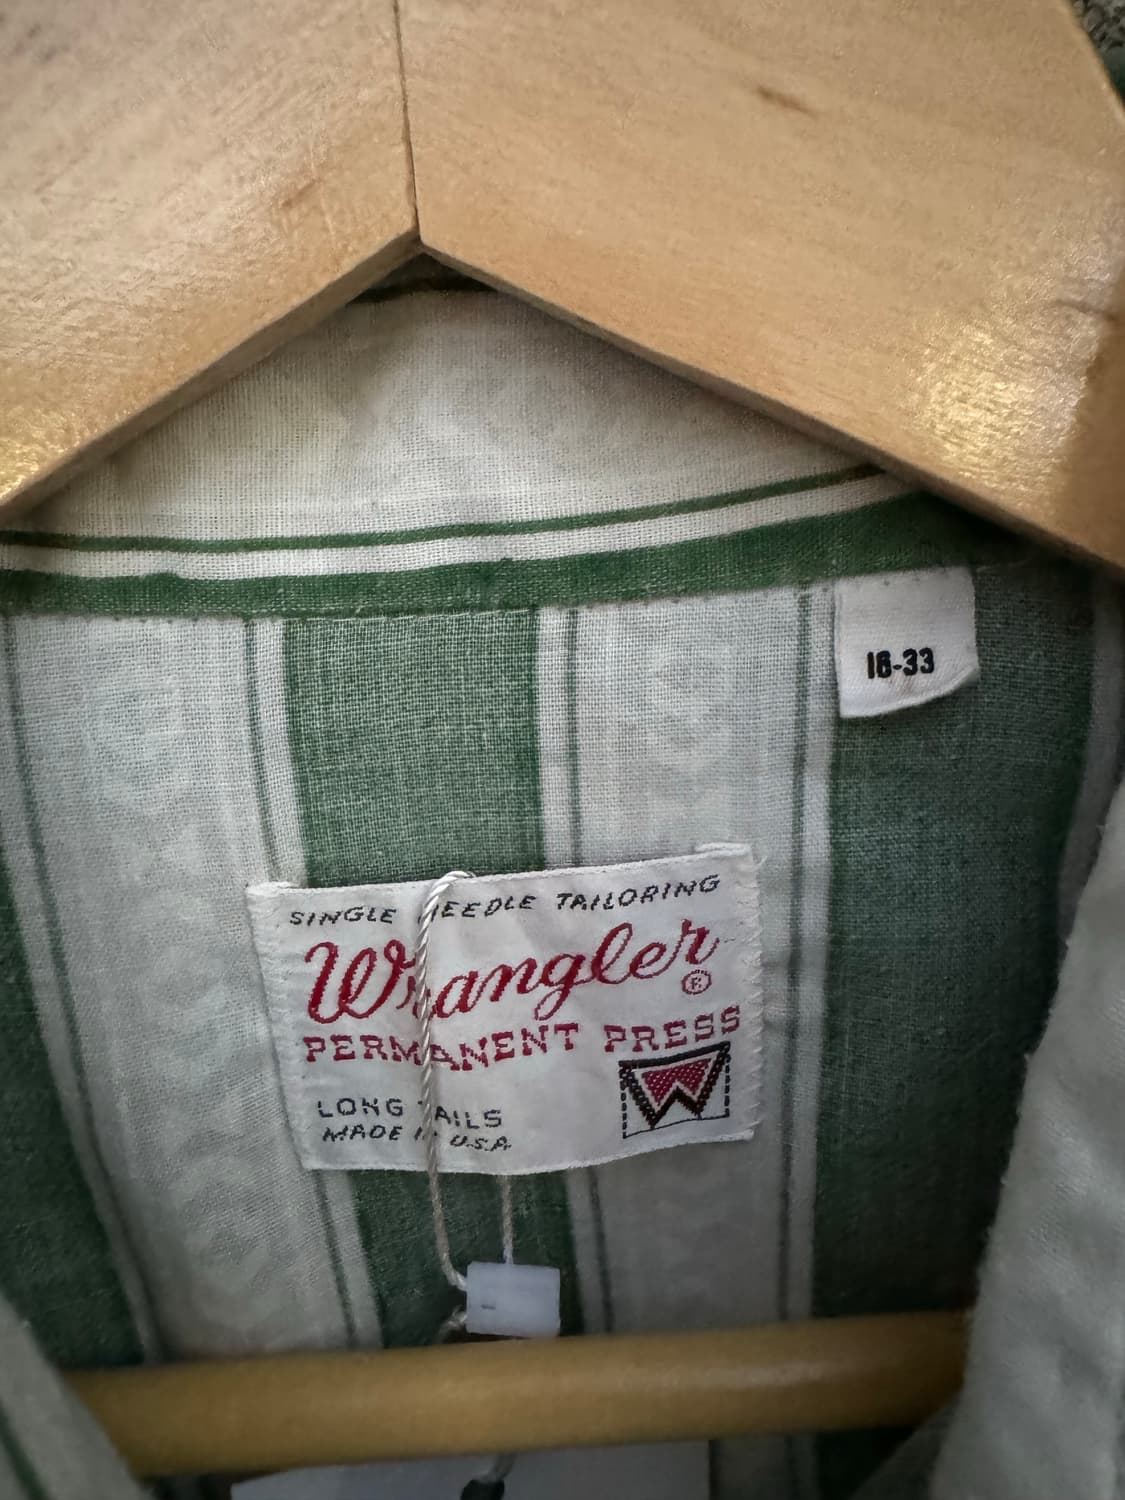 16-33
SINGLE NEEDLE TAILORING
Wrangler ®
PERMANENT PRESS
LONG TAILS
MADE IN U.S.A.
W